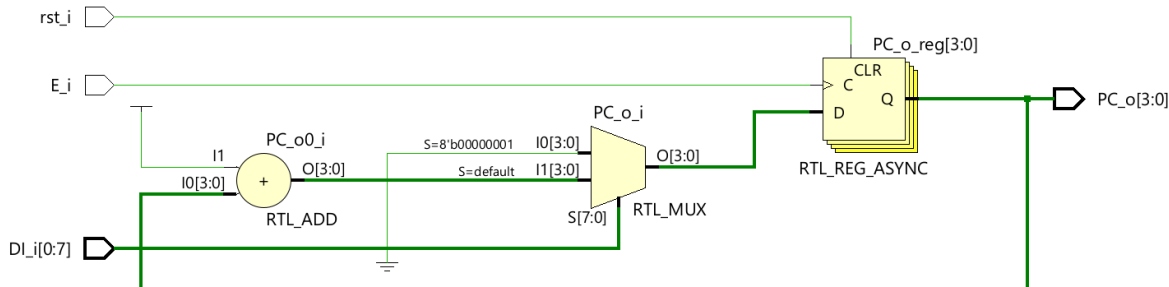 rst_i
PC_o_reg[3:0]
CLR
E_i
C
PC_o[3:0]
PC_o_i
Q
D
PC_o0_i
S=8'b00000001
I0[3:0]
I1
O[3:0]
O[3:0]
S=default
I1[3:0]
RTL_REG_ASYNC
I0[3:0]
+
RTL_ADD
S[7:0]
RTL_MUX
DI_i[0:7]